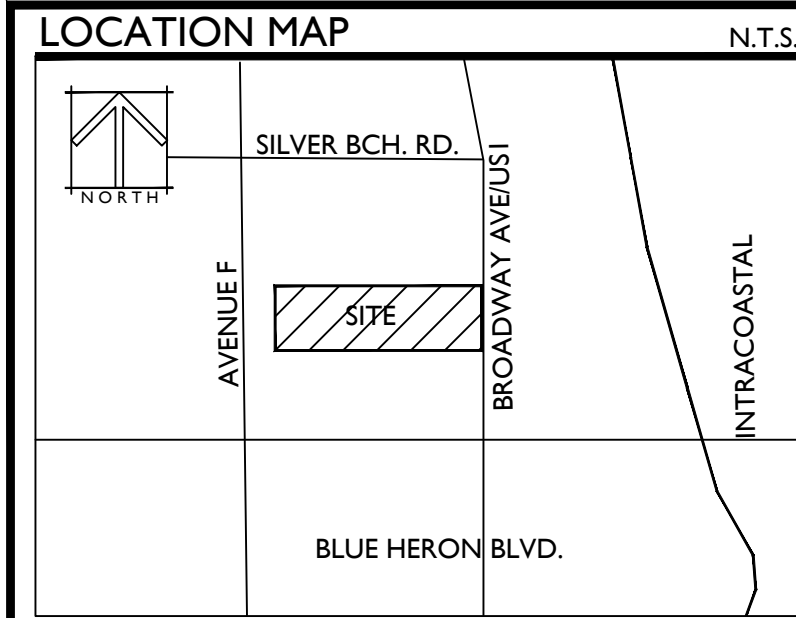 LOCATION MAP
N.T.S.
NORTH
SILVER BCH. RD.
BROADWAY AVE/US1
AVENUE F
SITE
INTRACOASTAL
BLUE HERON BLVD.